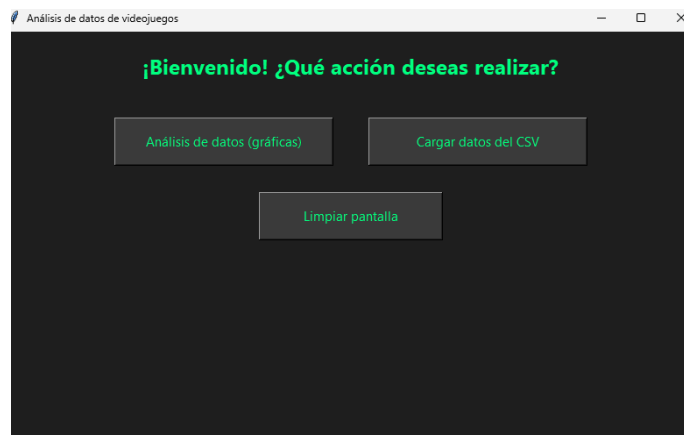 Análisis de datos de videojuegos
¡Bienvenido! ¿Qué acción deseas realizar?
Análisis de datos (gráficas)
Cargar datos del CSV
Limpiar pantalla